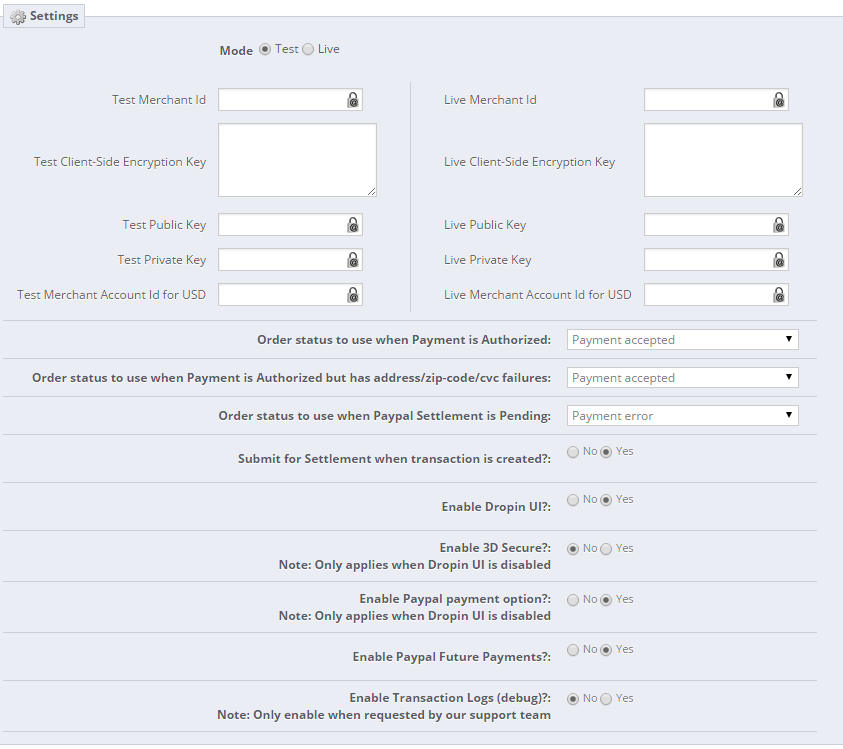 Settings
Mode Test Live
Test Merchant Id Live Merchant Id
Test Client-Side Encryption Key Live Client-Side Encryption Key
Test Public Key Live Public Key
Test Private Key Live Private Key
Test Merchant Account Id for USD Live Merchant Account Id for USD
Order status to use when Payment is Authorized: Payment accepted
Order status to use when Payment is Authorized but has address/zip-code/cvc failures: Payment accepted
Order status to use when Paypal Settlement is Pending: Payment error
Submit for Settlement when transaction is created?: No Yes
Enable Dropin UI?: No Yes
Enable 3D Secure?: No Yes
Note: Only applies when Dropin UI is disabled
Enable Paypal payment option?: No Yes
Note: Only applies when Dropin UI is disabled
Enable Paypal Future Payments?: No Yes
Enable Transaction Logs (debug)?: No Yes
Note: Only enable when requested by our support team